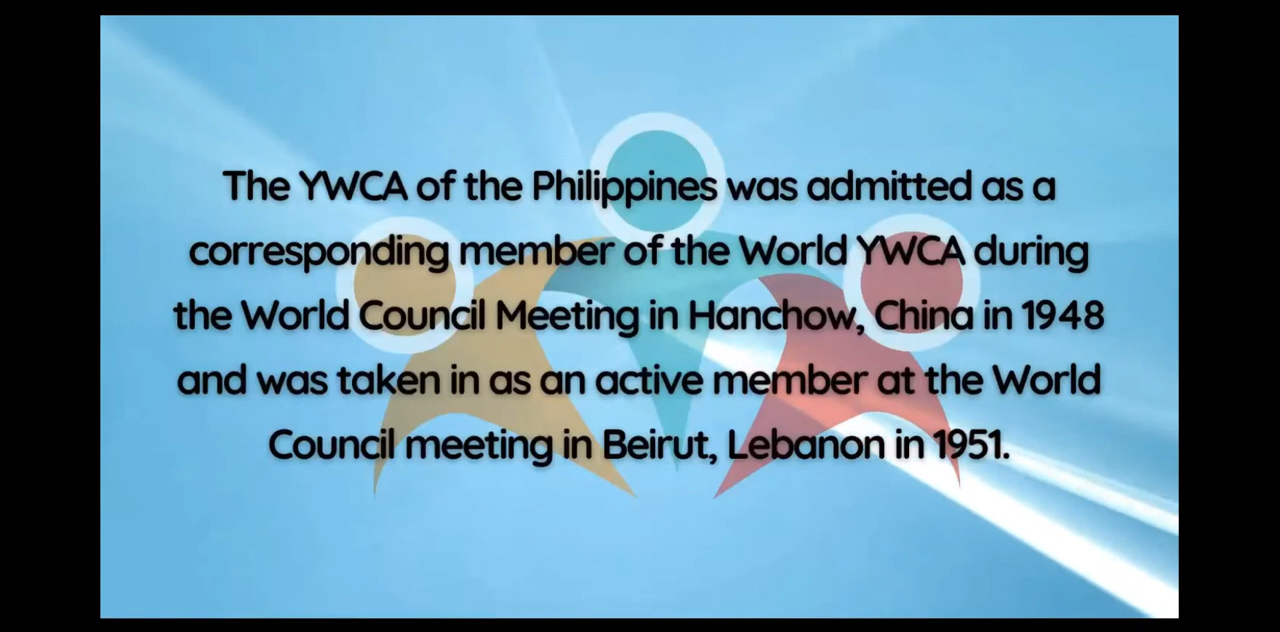 The YWCA of the Philippines was admitted as a
corresponding member of the World YWCA during
the World Council Meeting in Hanchow, China in 1948
and was taken in as an active member at the World
Council meeting in Beirut, Lebanon in 1951.